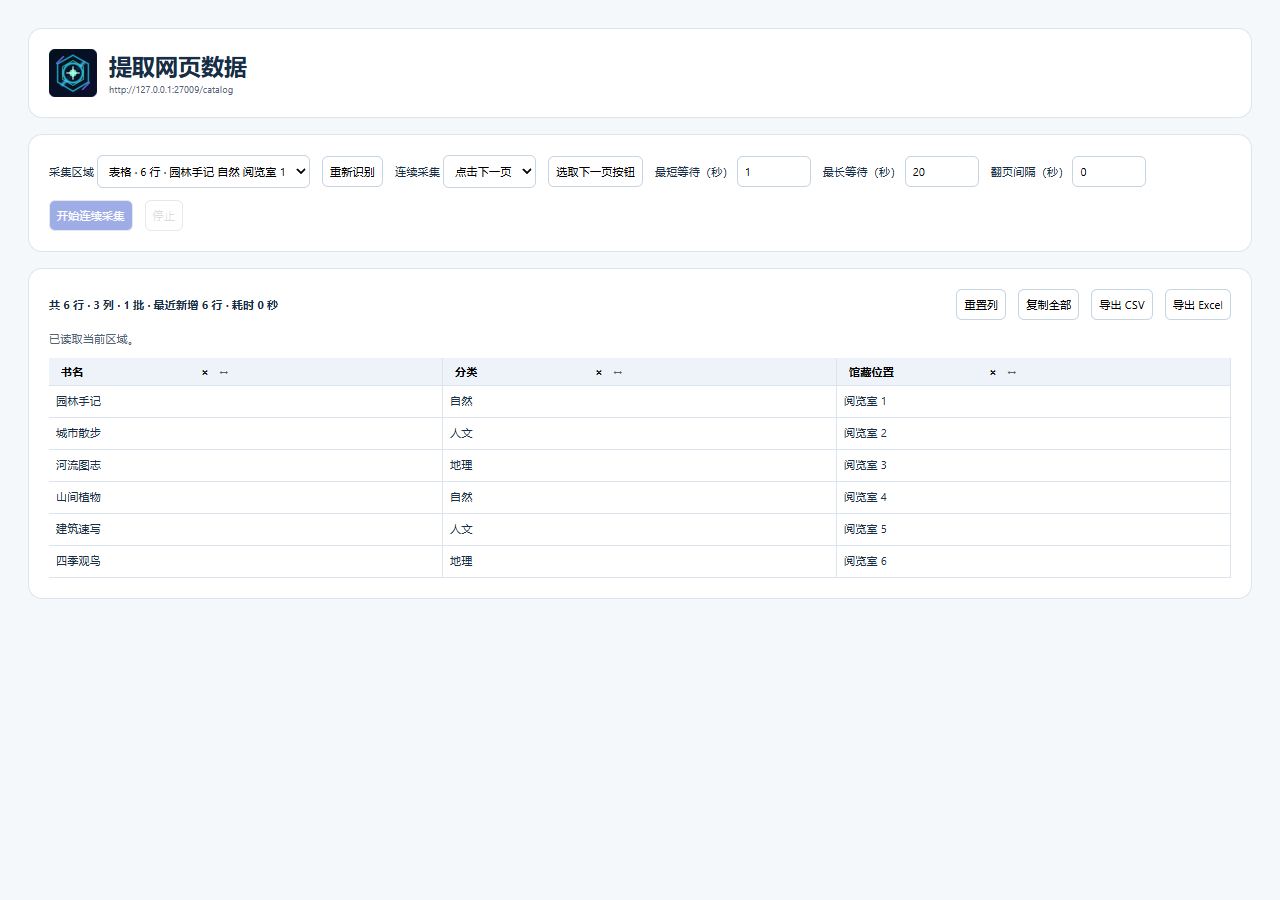 提取网页数据
http://127.0.0.1:27009/catalog
采集区域 表格 · 6 行 · 园林手记 自然 阅览室 1 重新识别 连续采集 点击下一页 选取下一页按钮 最短等待（秒） 1 最长等待（秒） 20 翻页间隔（秒） 0
开始连续采集 停止
共 6 行 · 3 列 · 1 批 · 最近新增 6 行 · 耗时 0 秒 重置列 复制全部 导出 CSV 导出 Excel
已读取当前区域。
书名 × ↔ 分类 × ↔ 馆藏位置 × ↔
园林手记 自然 阅览室 1
城市散步 人文 阅览室 2
河流图志 地理 阅览室 3
山间植物 自然 阅览室 4
建筑速写 人文 阅览室 5
四季观鸟 地理 阅览室 6